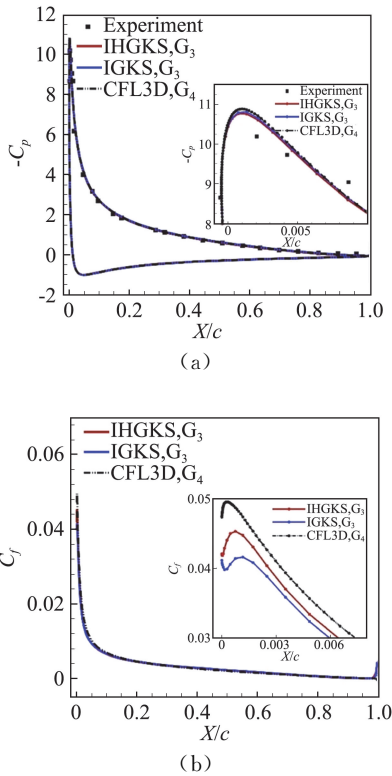 12
10
8
6
4
2
0
-2
-Cp
Experiment
IHGKS,G3
IGKS,G3
CFL3D,G4
11
10
9
8
-Cp
Experiment
IHGKS,G3
IGKS,G3
CFL3D,G4
0 0.005
X/c
0 0.2 0.4 0.6 0.8 1.0
X/c
(a)
0.06
0.04
0.02
0
Cf
IHGKS,G3
IGKS,G3
CFL3D,G4
0.05
0.04
0.03
Cf
IHGKS,G3
IGKS,G3
CFL3D,G4
0 0.003 0.006
X/c
0 0.2 0.4 0.6 0.8 1.0
X/c
(b)